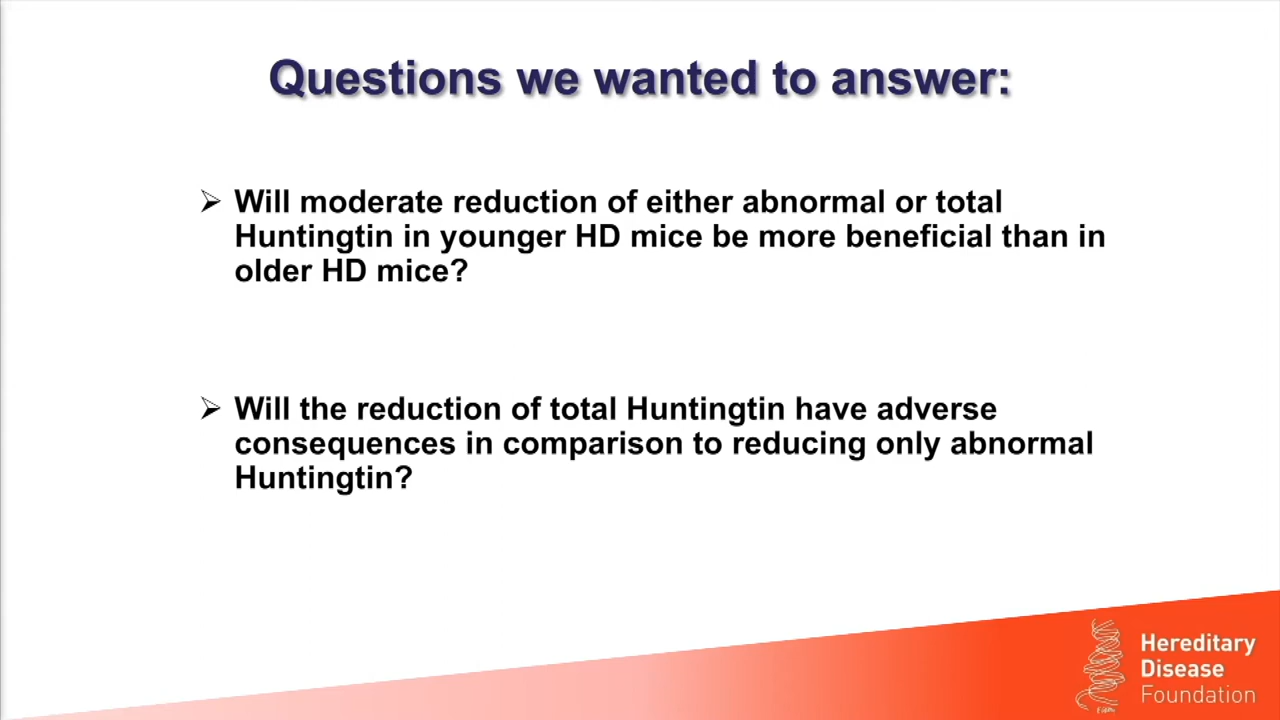 Questions we wanted to answer:
Will moderate reduction of either abnormal or total
Huntingtin in younger HD mice be more beneficial than in
older HD mice?
Will the reduction of total Huntingtin have adverse
consequences in comparison to reducing only abnormal
Huntingtin?
Hereditary
Disease
Foundation